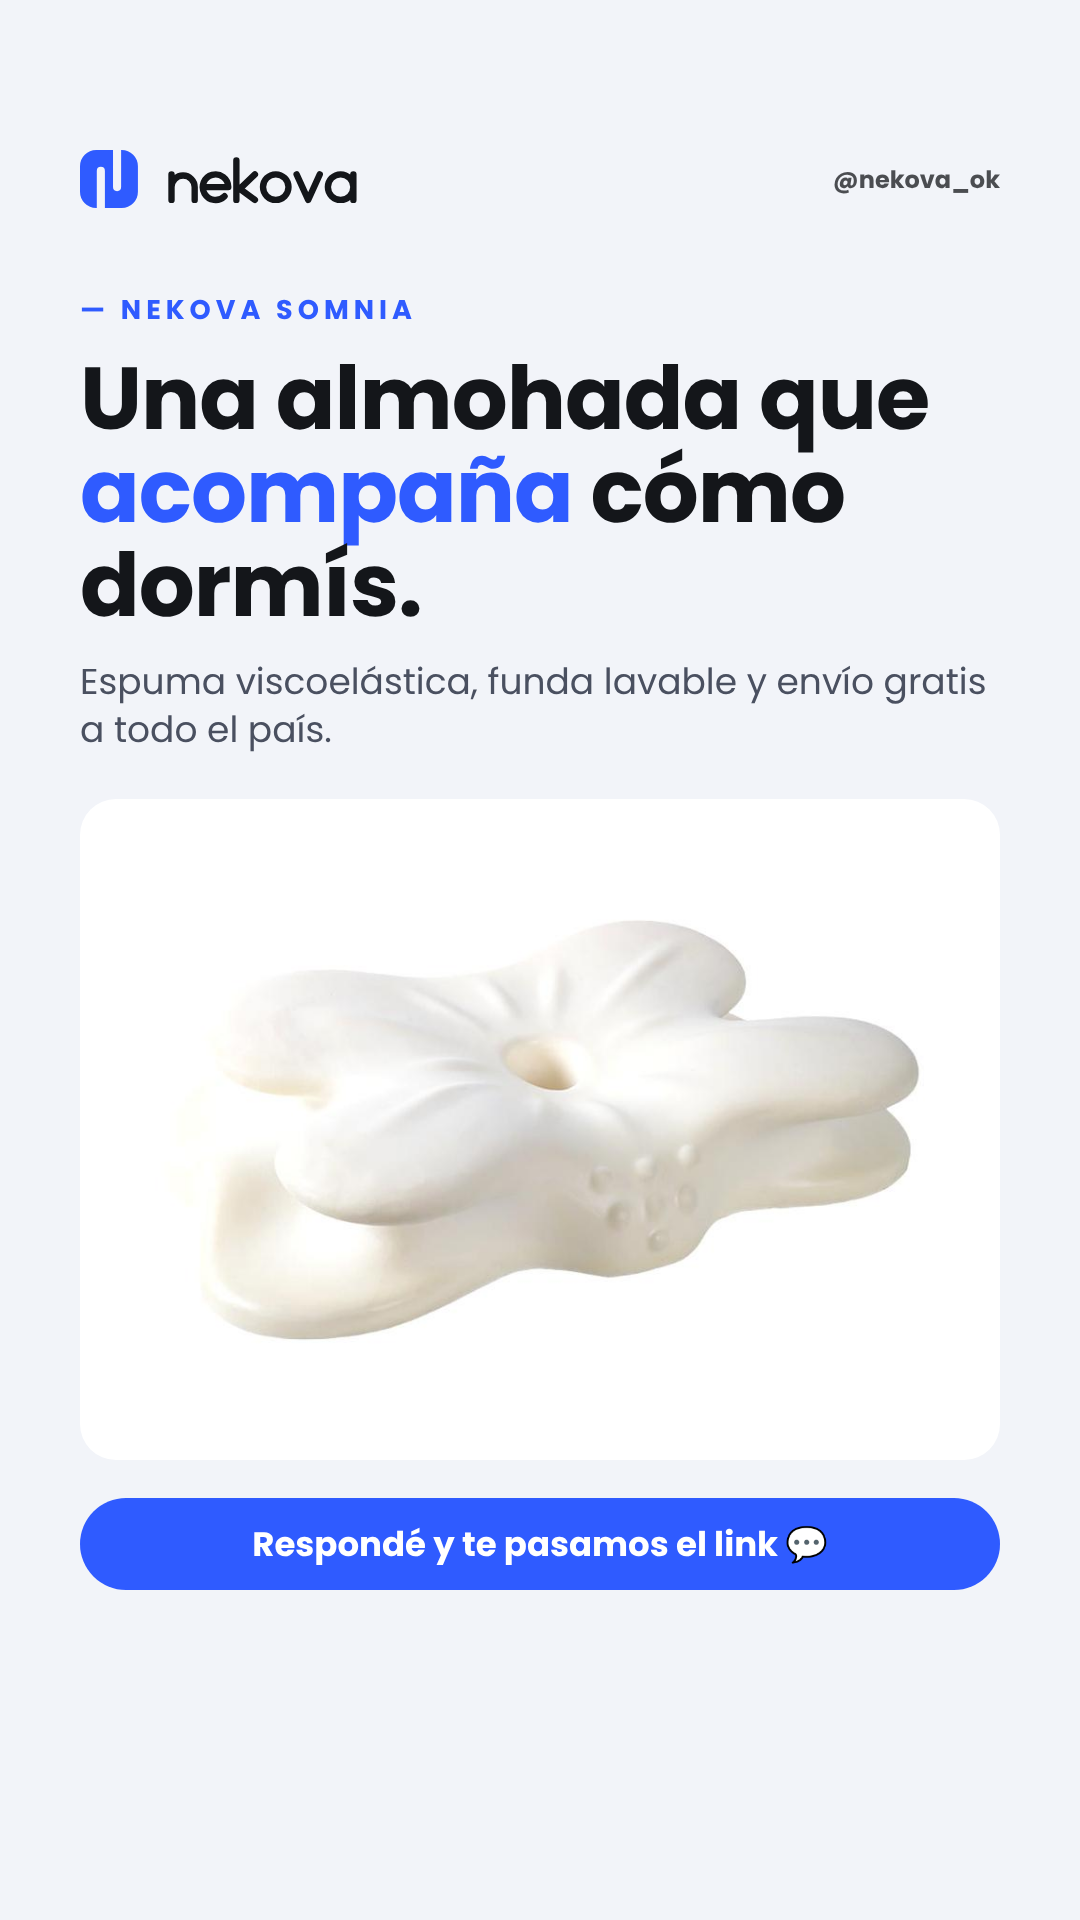 nekova
@nekova_ok
— NEKOVA SOMNIA
Una almohada que
acompaña cómo
dormís.
Espuma viscoelástica, funda lavable y envío gratis
a todo el país.
Respondé y te pasamos el link 💬